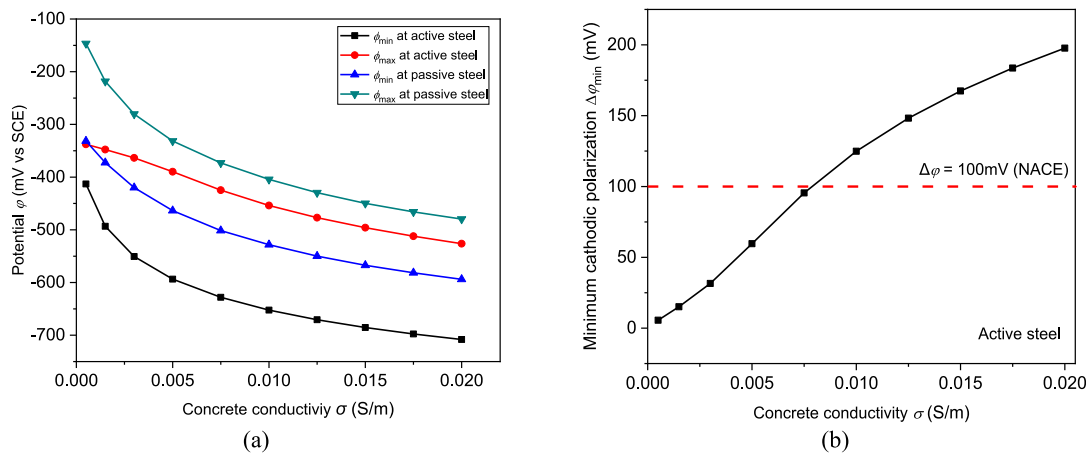 -100
-200
-300
-400
-500
-600
-700
Potential φ (mV vs SCE)
ϕmin at active steel
ϕmax at active steel
ϕmin at passive steel
ϕmax at passive steel
0.000
0.005
0.010
0.015
0.020
Concrete conductiviy σ (S/m)
(a)
200
150
100
50
0
Minimum cathodic polarization Δφmin (mV)
Δφ = 100mV (NACE)
Active steel
0.000
0.005
0.010
0.015
0.020
Concrete conductivity σ (S/m)
(b)